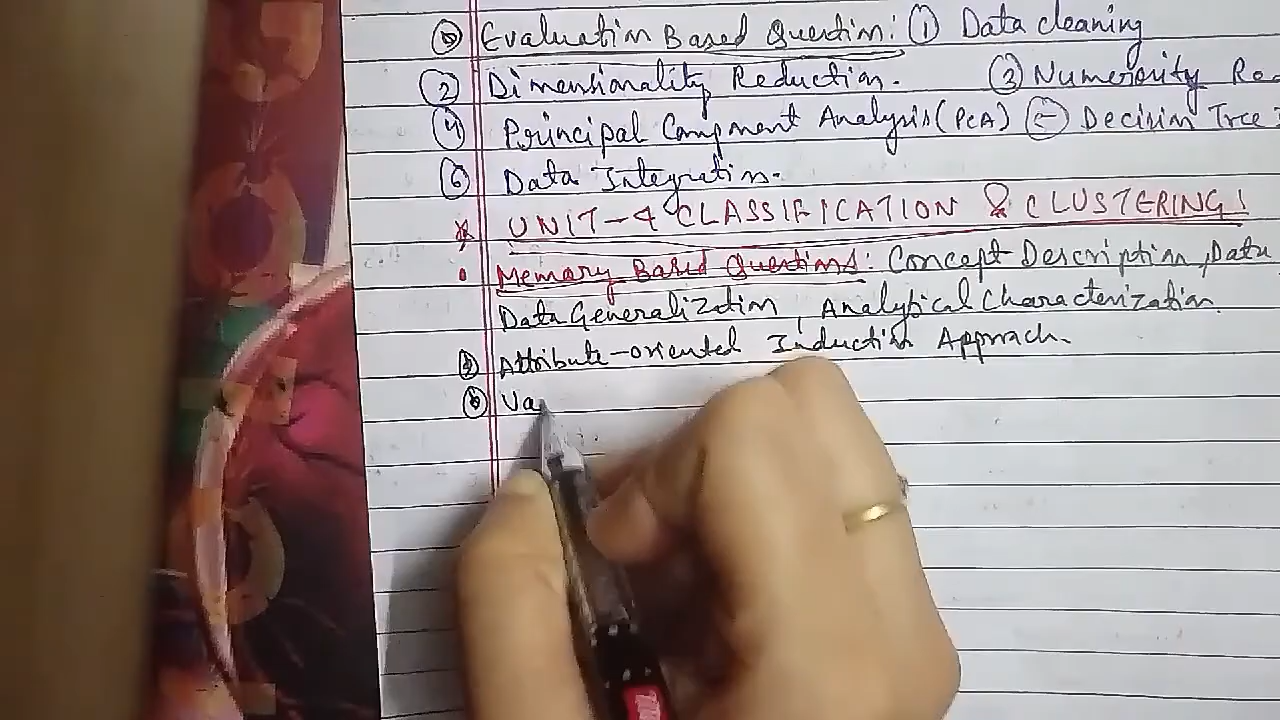 ⑤ Evaluation Based Question: ① Data cleaning
② Dimensionality Reduction. ③ Numerosity Re
④ Principal Component Analysis (PCA) ⑤ Decision Tree
⑥ Data Integration.
* UNIT-4 CLASSIFICATION & CLUSTERING!
• Memory Based Questions: Concept Description, Data
Data Generalization, Analytical Characterization.
Attribute-oriented Induction Approach.
Va